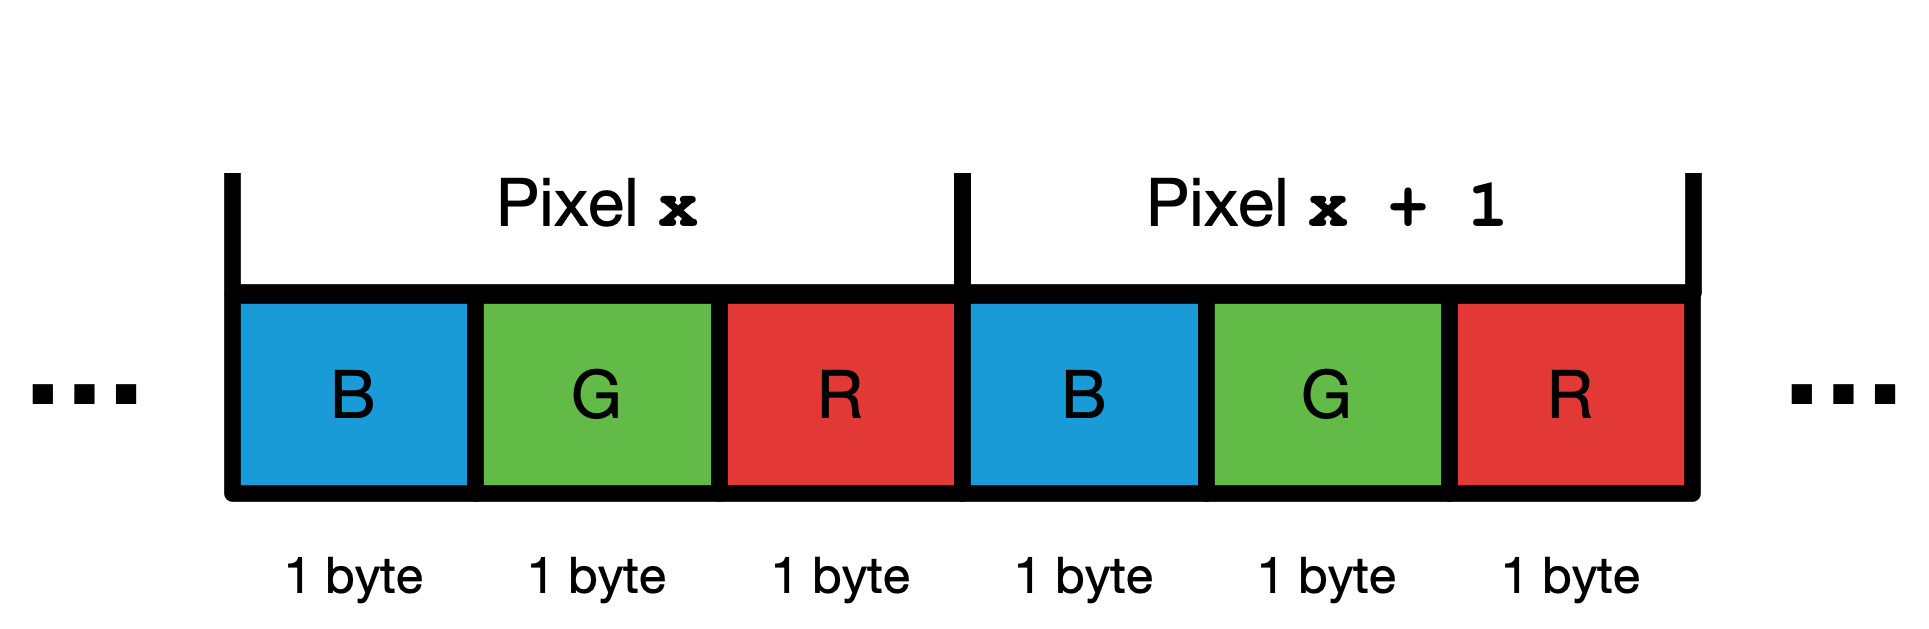 Pixel x Pixel x + 1
... B G R B G R ...
1 byte 1 byte 1 byte 1 byte 1 byte 1 byte